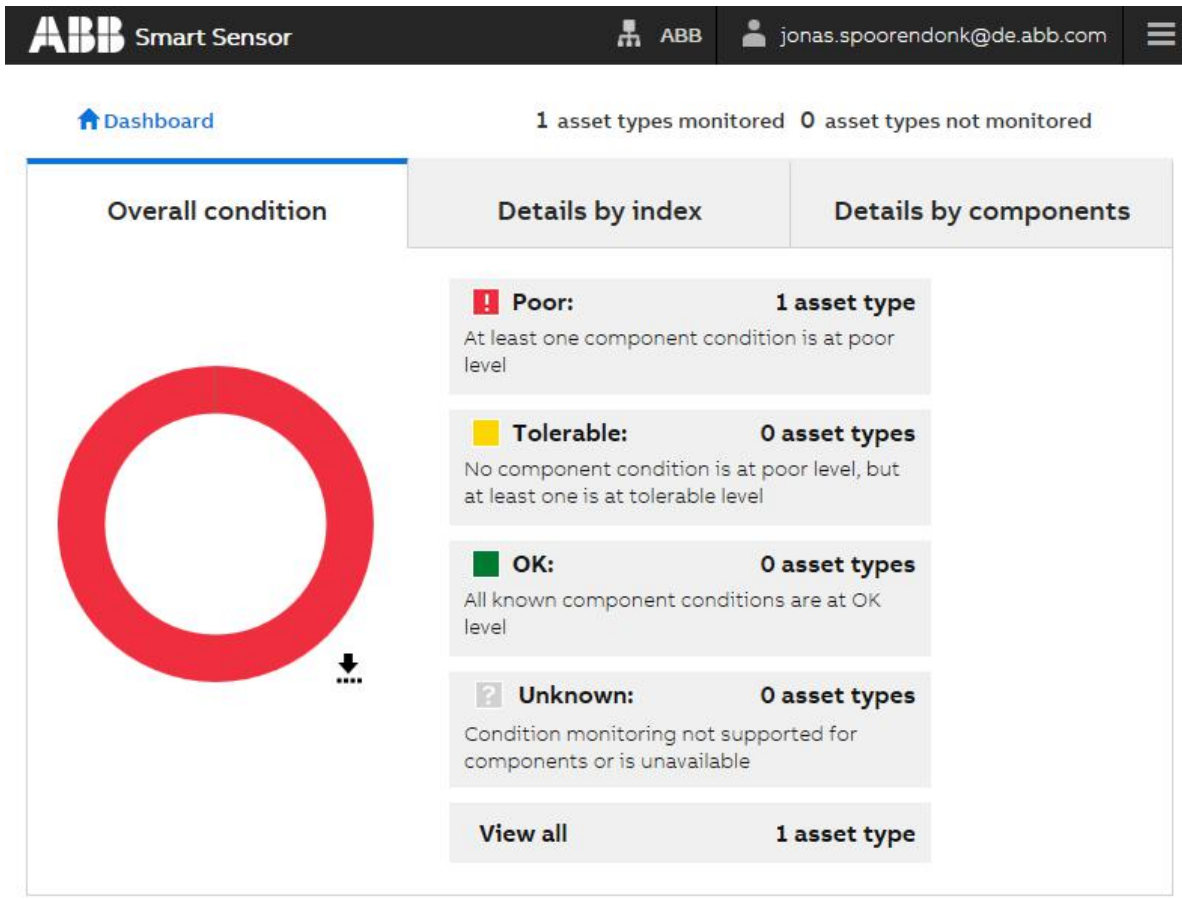 ABB Smart Sensor ABB jonas.spoorendonk@de.abb.com
Dashboard 1 asset types monitored 0 asset types not monitored
Overall condition Details by index Details by components
! Poor: 1 asset type
At least one component condition is at poor
level
Tolerable: 0 asset types
No component condition is at poor level, but
at least one is at tolerable level
OK: 0 asset types
All known component conditions are at OK
level
? Unknown: 0 asset types
Condition monitoring not supported for
components or is unavailable
View all 1 asset type